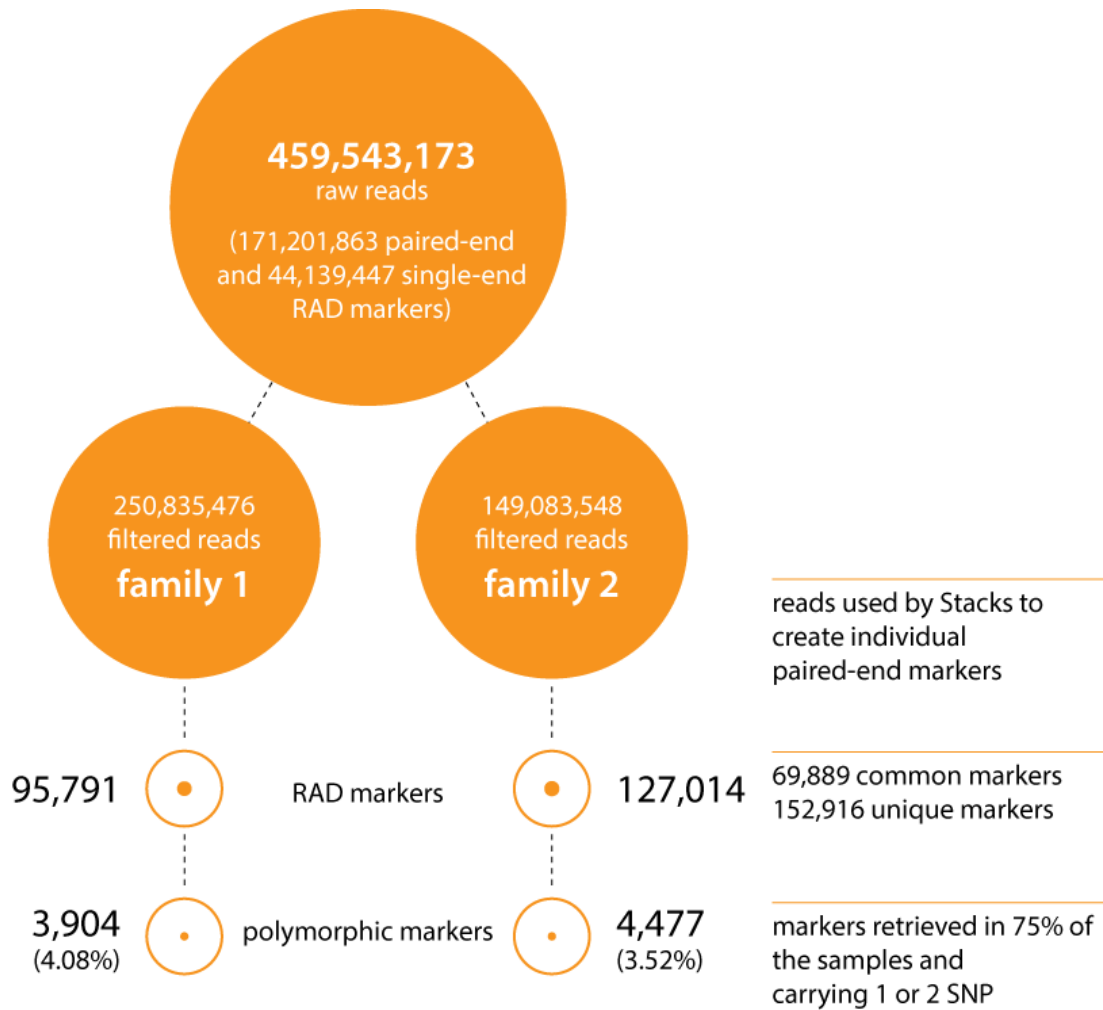 459,543,173
raw reads
(171,201,863 paired-end
and 44,139,447 single-end
RAD markers)
250,835,476
filtered reads
family 1
149,083,548
filtered reads
family 2
reads used by Stacks to
create individual
paired-end markers
95,791
RAD markers
127,014
69,889 common markers
152,916 unique markers
3,904
(4.08%)
polymorphic markers
4,477
(3.52%)
markers retrieved in 75% of
the samples and
carrying 1 or 2 SNP